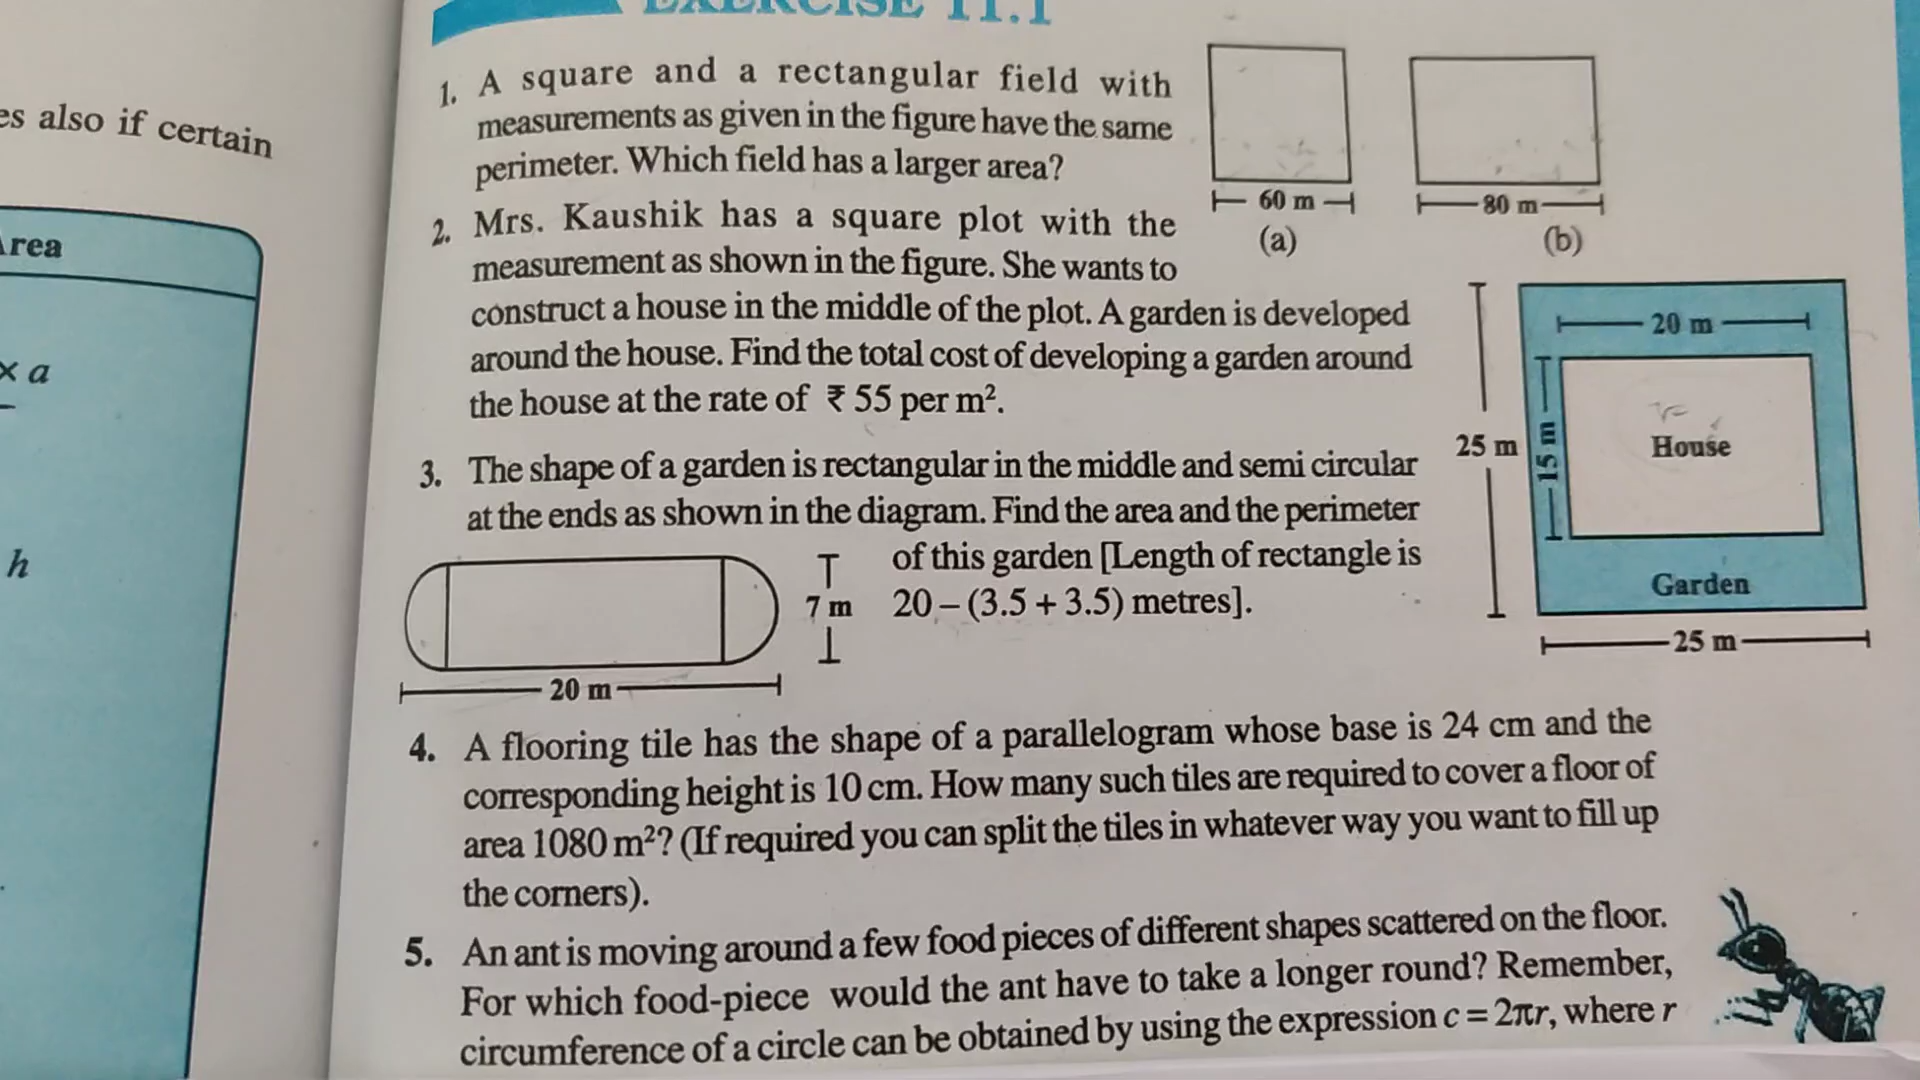 es also if certain
Area
× a
h
EXERCISE 11.1
1. A square and a rectangular field with
measurements as given in the figure have the same
perimeter. Which field has a larger area?
60 m
(a)
80 m
(b)
2. Mrs. Kaushik has a square plot with the
measurement as shown in the figure. She wants to
construct a house in the middle of the plot. A garden is developed
around the house. Find the total cost of developing a garden around
the house at the rate of ₹ 55 per m².
20 m
15 m
House
25 m
Garden
25 m
3. The shape of a garden is rectangular in the middle and semi circular
at the ends as shown in the diagram. Find the area and the perimeter
of this garden [Length of rectangle is
20 – (3.5 + 3.5) metres].
7 m
20 m
4. A flooring tile has the shape of a parallelogram whose base is 24 cm and the
corresponding height is 10 cm. How many such tiles are required to cover a floor of
area 1080 m²? (If required you can split the tiles in whatever way you want to fill up
the corners).
5. An ant is moving around a few food pieces of different shapes scattered on the floor.
For which food-piece would the ant have to take a longer round? Remember,
circumference of a circle can be obtained by using the expression c = 2πr, where r